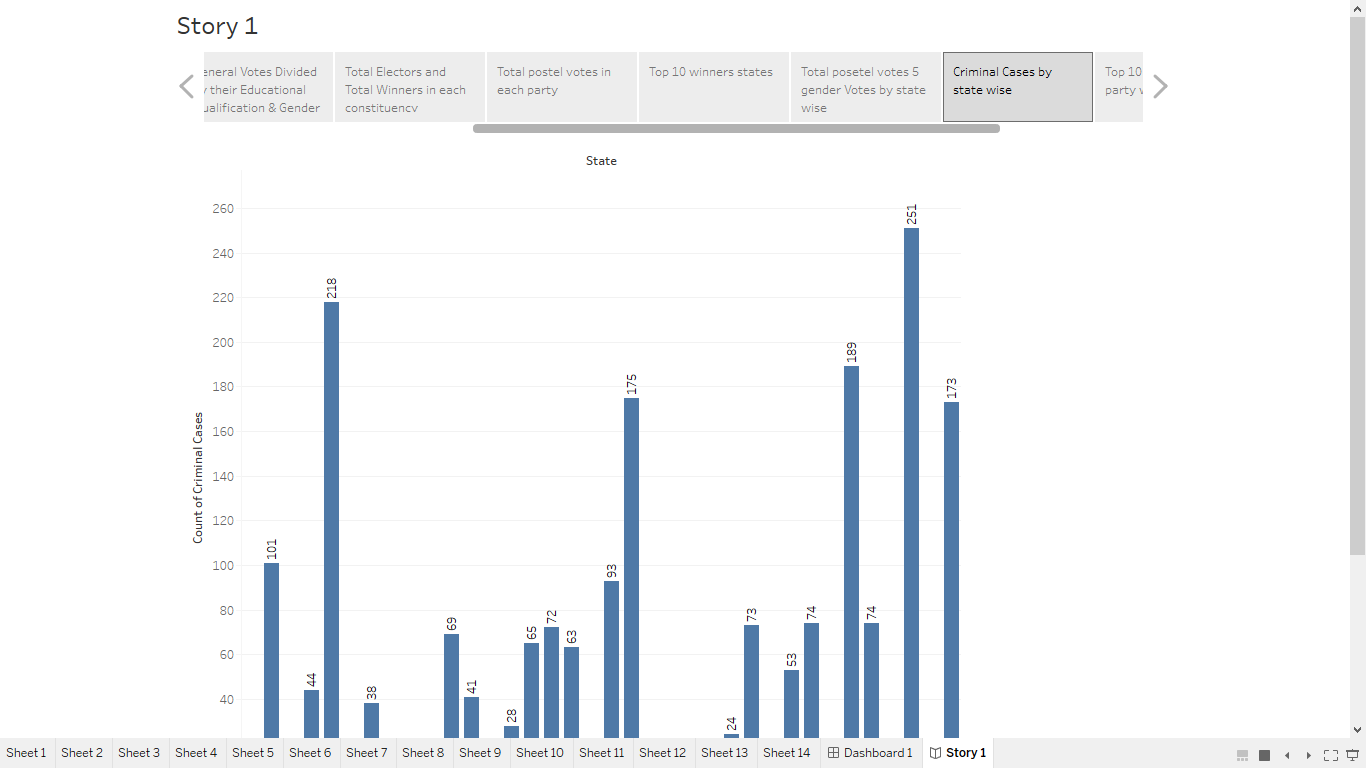 Story 1
eneral Votes Divided
y their Educational
ualification & Gender
Total Electors and
Total Winners in each
constituency
Total postel votes in
each party
Top 10 winners states
Total posetel votes 5
gender Votes by state
wise
Criminal Cases by
state wise
Top 10
party w
State
Count of Criminal Cases
260
240
220
200
180
160
140
120
100
80
60
40
101
44
218
38
69
41
28
65
72
63
93
175
24
73
53
74
189
74
251
173
Sheet 1
Sheet 2
Sheet 3
Sheet 4
Sheet 5
Sheet 6
Sheet 7
Sheet 8
Sheet 9
Sheet 10
Sheet 11
Sheet 12
Sheet 13
Sheet 14
Dashboard 1
Story 1